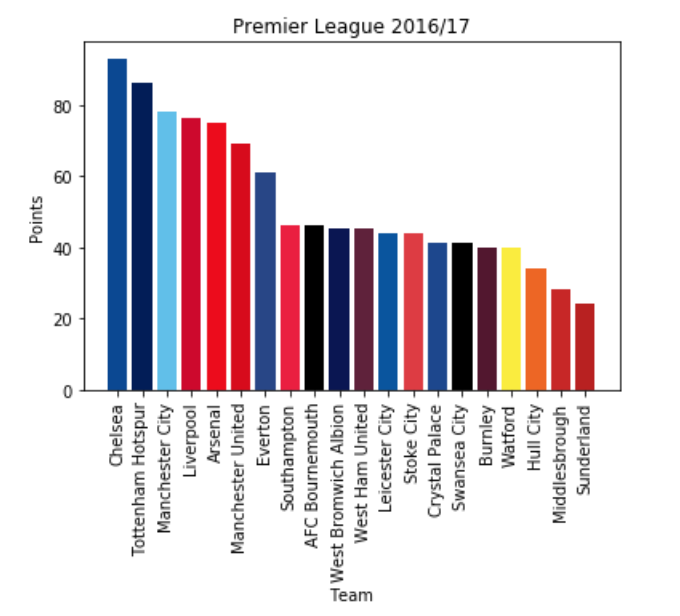 Premier League 2016/17
Points
80
60
40
20
0
Chelsea
Tottenham Hotspur
Manchester City
Liverpool
Arsenal
Manchester United
Everton
Southampton
AFC Bournemouth
West Bromwich Albion
West Ham United
Leicester City
Stoke City
Crystal Palace
Swansea City
Burnley
Watford
Hull City
Middlesbrough
Sunderland
Team